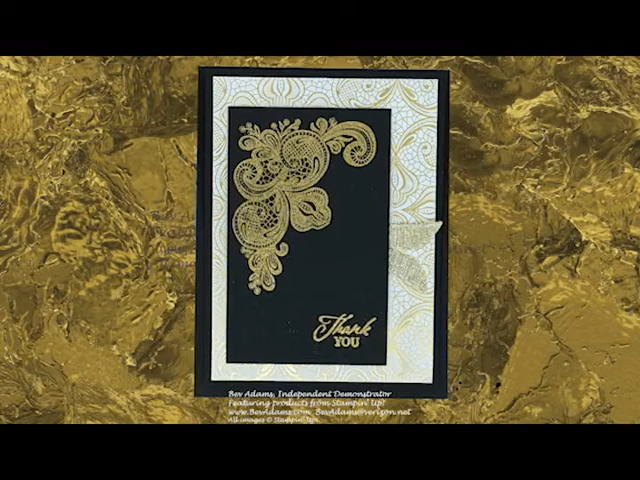 Thank
YOU
Bev Adams, Independent Demonstrator
Featuring products from Stampin' Up!
www.BevAdams.com BevAdams@verizon.net
All images © Stampin' Up!